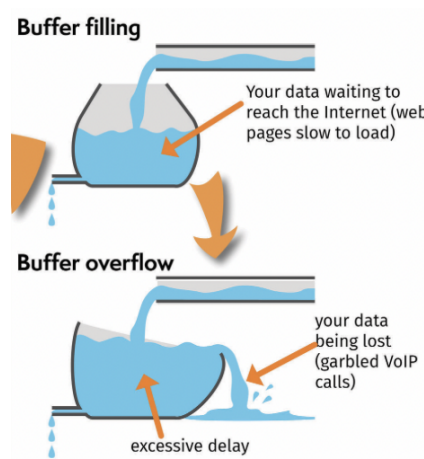 Buffer filling
Your data waiting to
reach the Internet (web
pages slow to load)
Buffer overflow
your data
being lost
(garbled VoIP
calls)
excessive delay